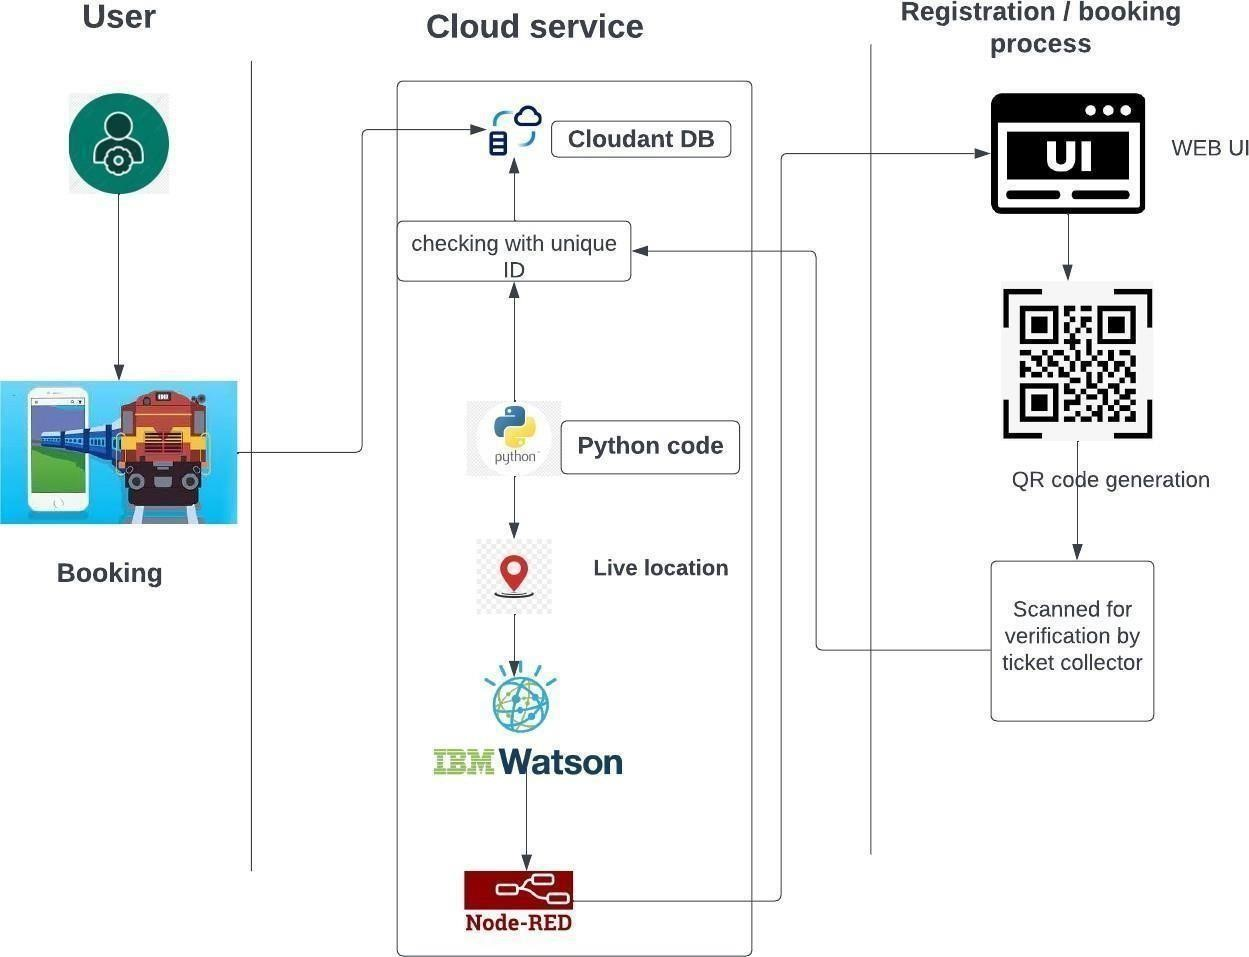 User
Cloud service
Registration / booking
process
Cloudant DB
UI
WEB UI
checking with unique
ID
python
Python code
QR code generation
Booking
Live location
Scanned for
verification by
ticket collector
IBM Watson
Node-RED